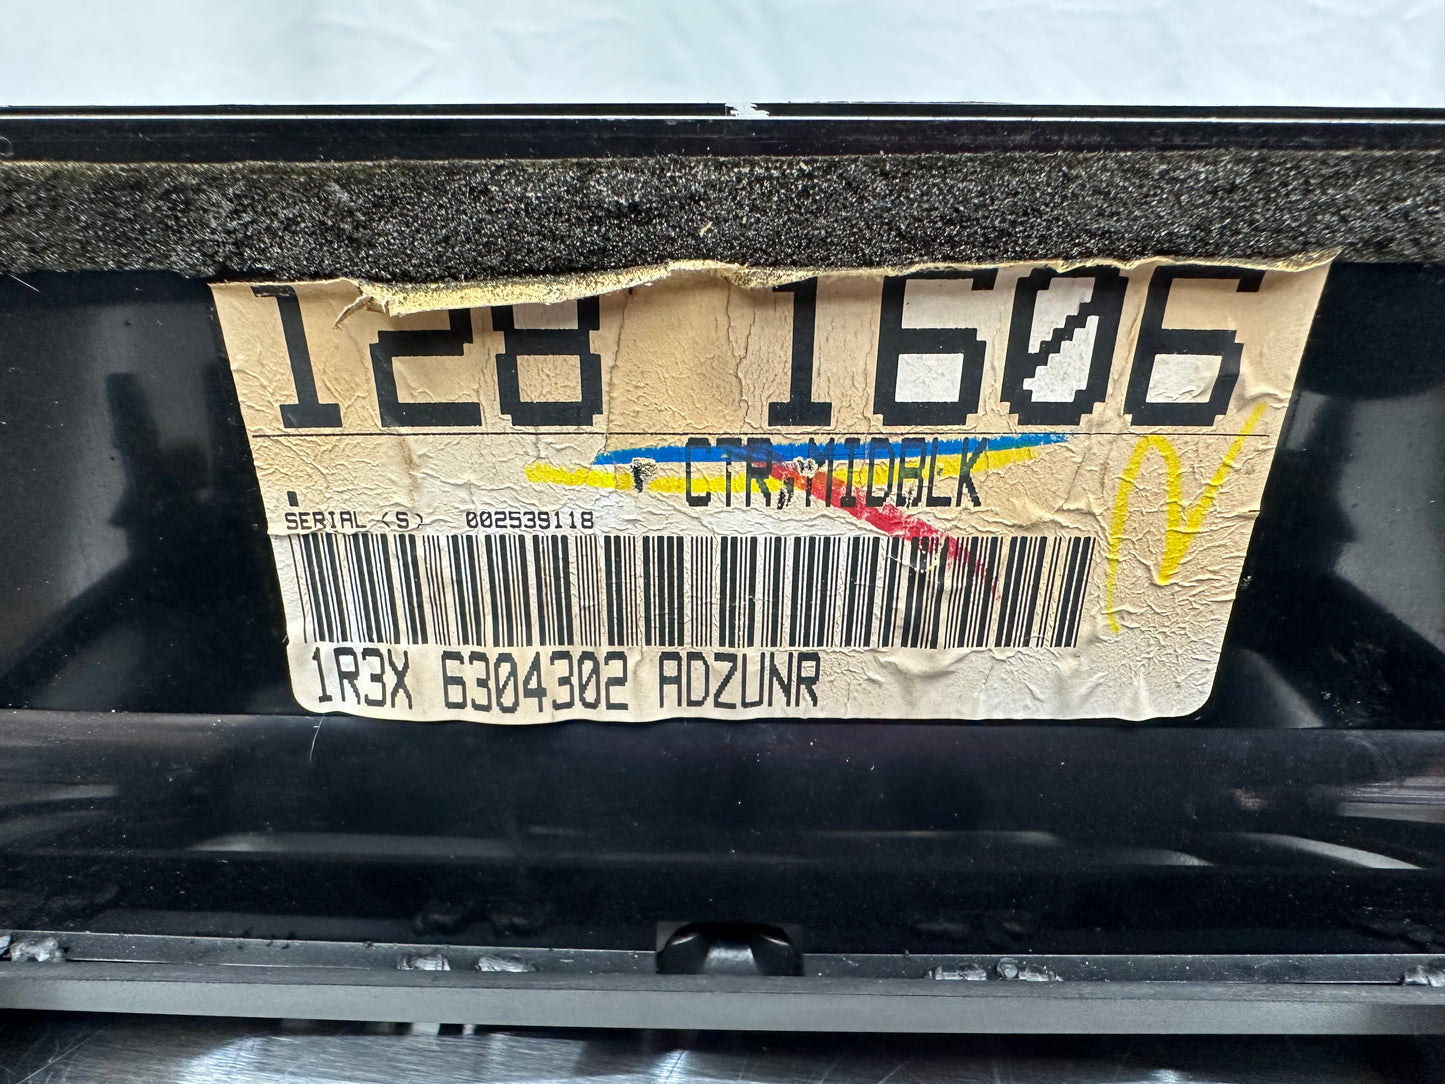 128 1606
CTR,MIDBLK
SERIAL (S) 002539118
1R3X 6304302 ADZUNR